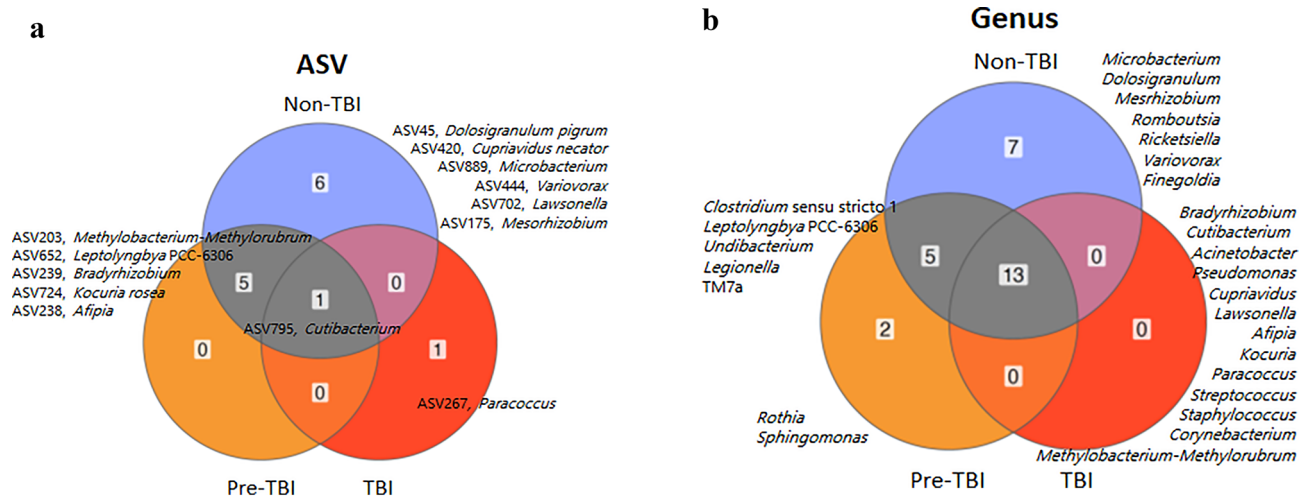 a
ASV
Non-TBI
ASV45, Dolosigranulum pigrum
ASV420, Cupriavidus necator
ASV889, Microbacterium
ASV444, Variovorax
ASV702, Lawsonella
ASV175, Mesorhizobium
6
ASV203, Methylobacterium-Methylorubrum
ASV652, Leptolyngbya PCC-6306
ASV239, Bradyrhizobium
ASV724, Kocuria rosea
ASV238, Afipia
5
0
1
ASV795, Cutibacterium
0
1
0
ASV267, Paracoccus
Pre-TBI
TBI
b
Genus
Non-TBI
Microbacterium
Dolosigranulum
Mesrhizobium
Romboutsia
Ricketsiella
Variovorax
Finegoldia
7
Clostridium sensu stricto 1
Leptolyngbya PCC-6306
Undibacterium
Legionella
TM7a
5
0
13
Bradyrhizobium
Cutibacterium
Acinetobacter
Pseudomonas
Cupriavidus
Lawsonella
Afipia
Kocuria
Paracoccus
Streptococcus
Staphylococcus
Corynebacterium
Methylobacterium-Methylorubrum
2
0
0
Rothia
Sphingomonas
Pre-TBI
TBI